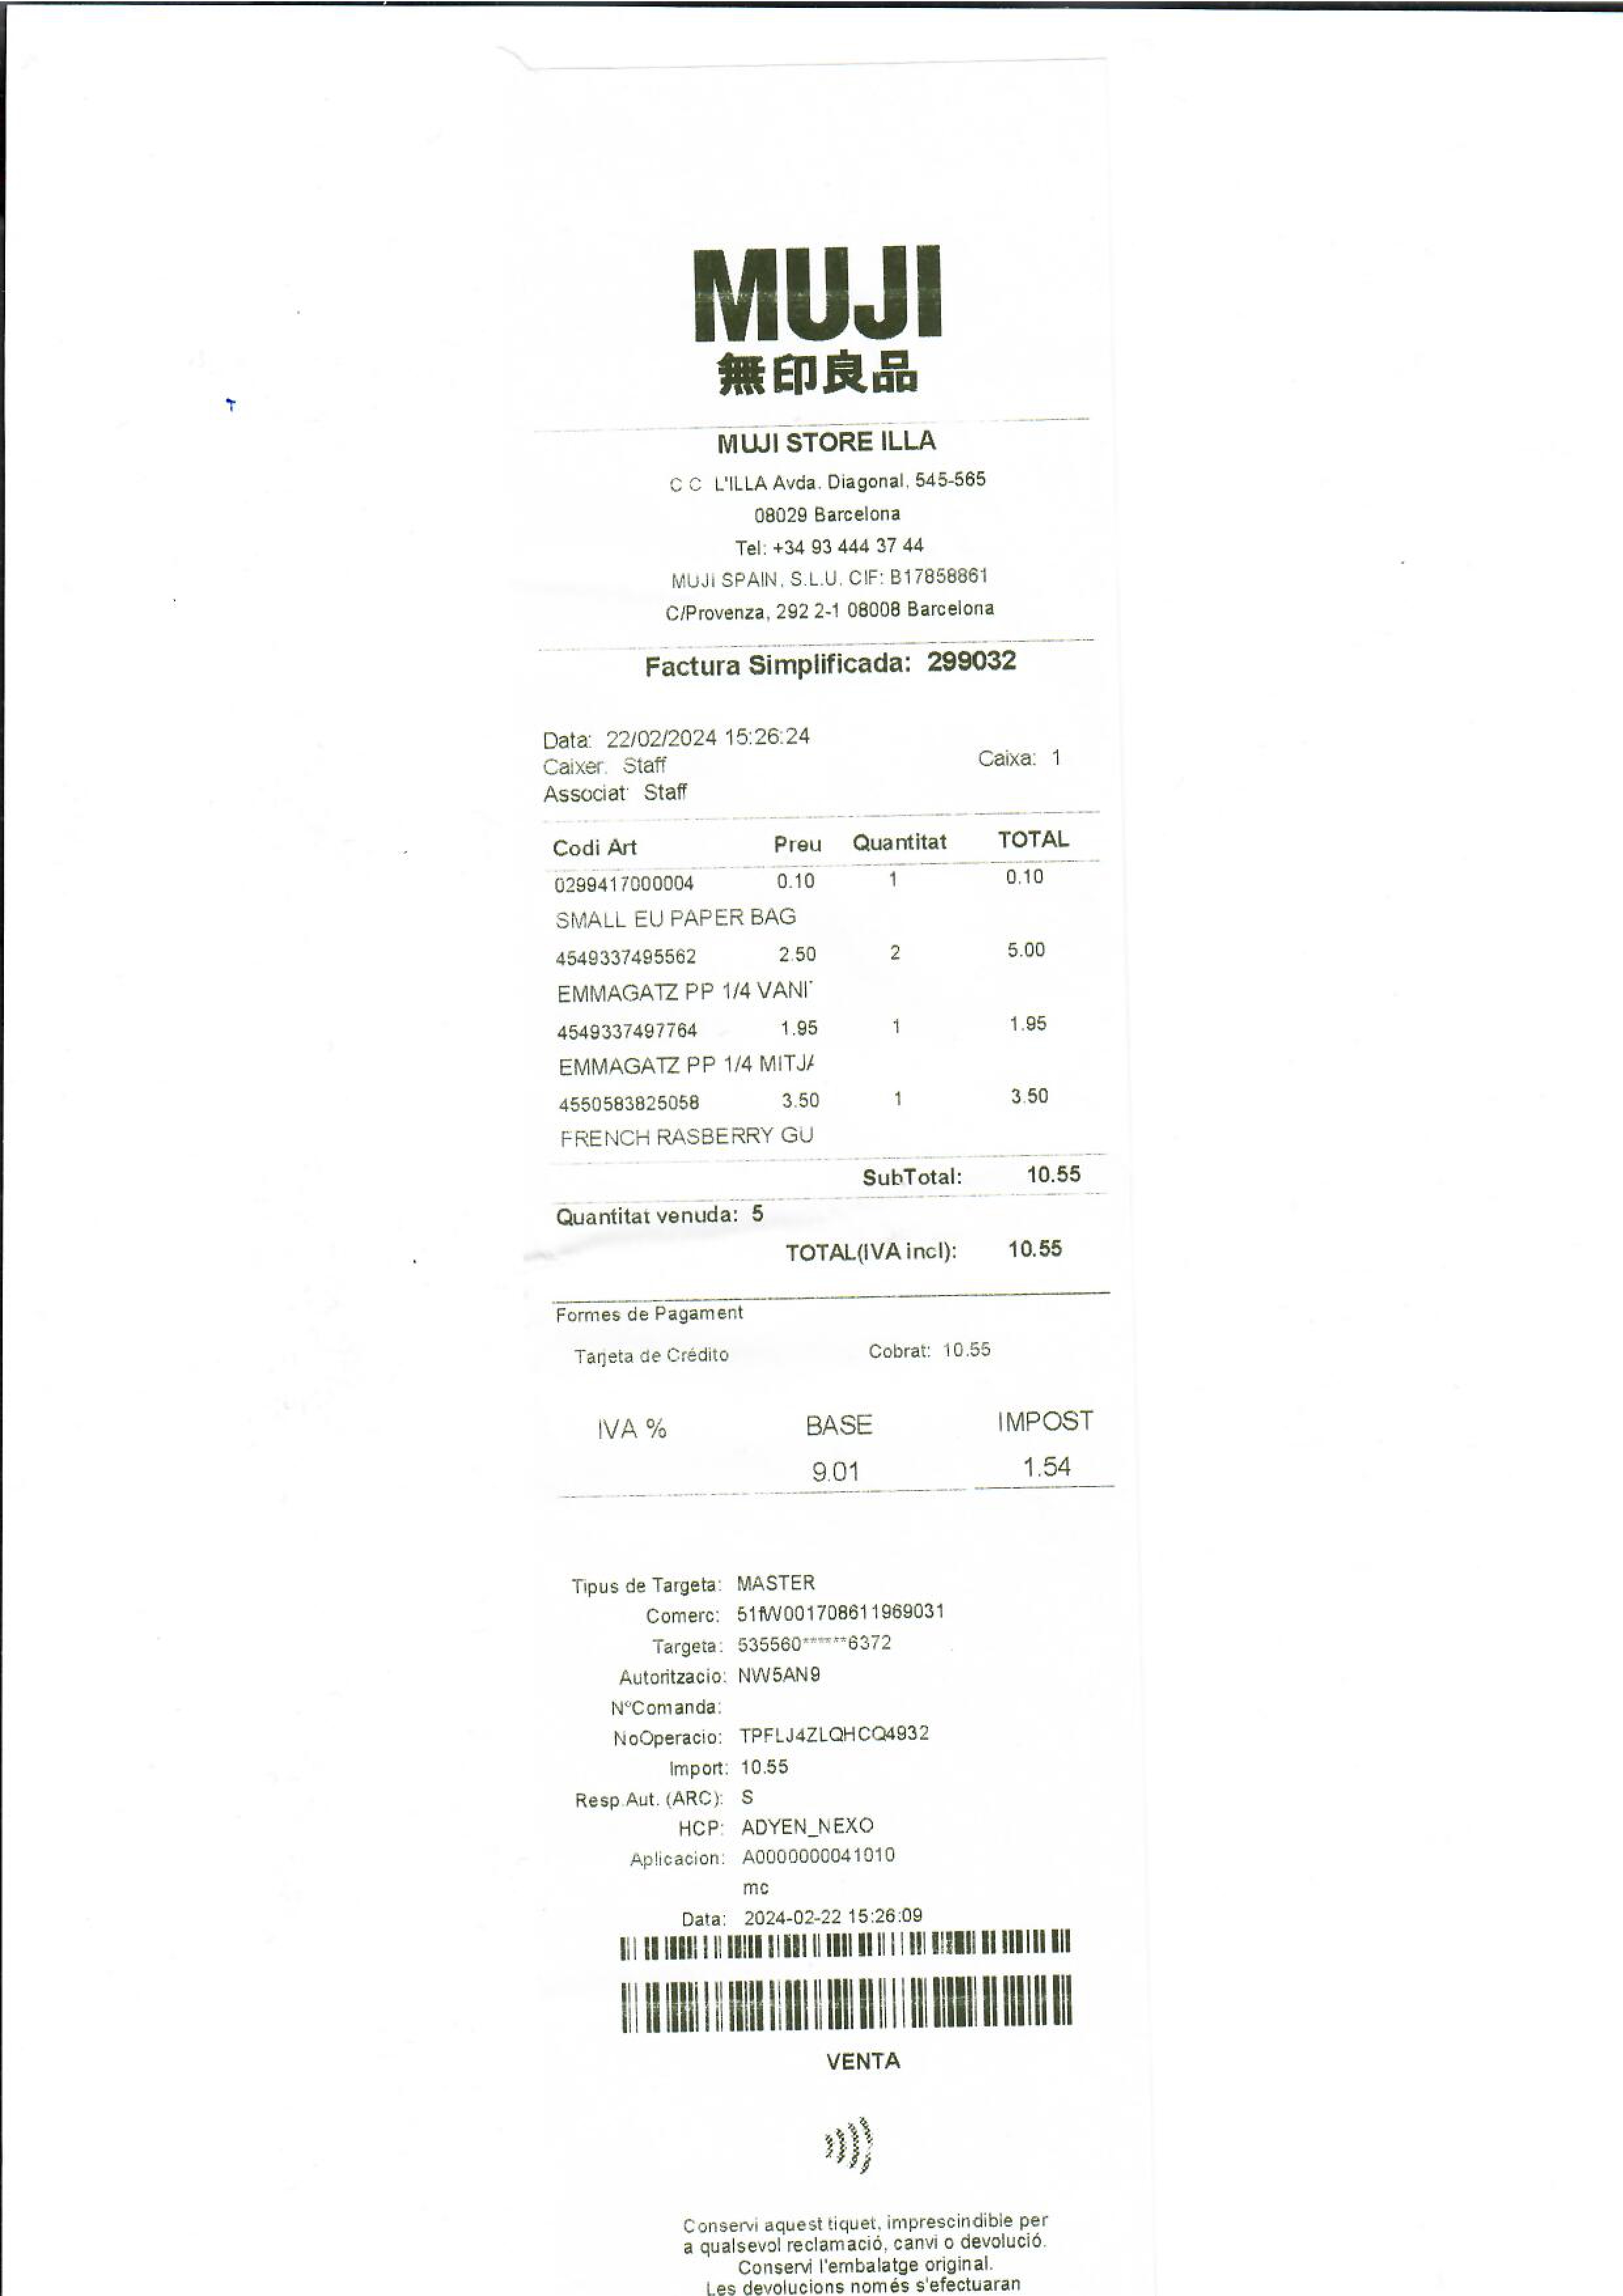 MUJI
無印良品
MUJI STORE ILLA
C C L'ILLA Avda. Diagonal, 545-565
08029 Barcelona
Tel: +34 93 444 37 44
MUJI SPAIN, S.L.U. CIF: B17858861
C/Provenza, 292 2-1 08008 Barcelona
Factura Simplificada: 299032
Data: 22/02/2024 15:26:24
Caixer: Staff Caixa: 1
Associat: Staff
Codi Art Preu Quantitat TOTAL
0299417000004 0.10 1 0.10
SMALL EU PAPER BAG
4549337495562 2.50 2 5.00
EMMAGATZ PP 1/4 VANI
4549337497764 1.95 1 1.95
EMMAGATZ PP 1/4 MITJ
4550583825058 3.50 1 3.50
FRENCH RASBERRY GU
SubTotal: 10.55
Quantitat venuda: 5
TOTAL(IVA incl): 10.55
Formes de Pagament
Tarjeta de Crédito Cobrat: 10.55
IVA % BASE IMPOST
9.01 1.54
Tipus de Targeta: MASTER
Comerc:
Targeta: 535560******6372
Autoritzacio: NW5AN9
NºComanda:
NoOperacio: TPFLJ4ZLQHCQ4932
Import: 10.55
Resp.Aut. (ARC): S
HCP: ADYEN_NEXO
Aplicacion: A0000000041010
mc
Data: 2024-02-22 15:26:09
VENTA
Conservi aquest tiquet, imprescindible per
a qualsevol reclamació, canvi o devolució.
Conservi l'embalatge original.
Les devolucions només s'efectuaran